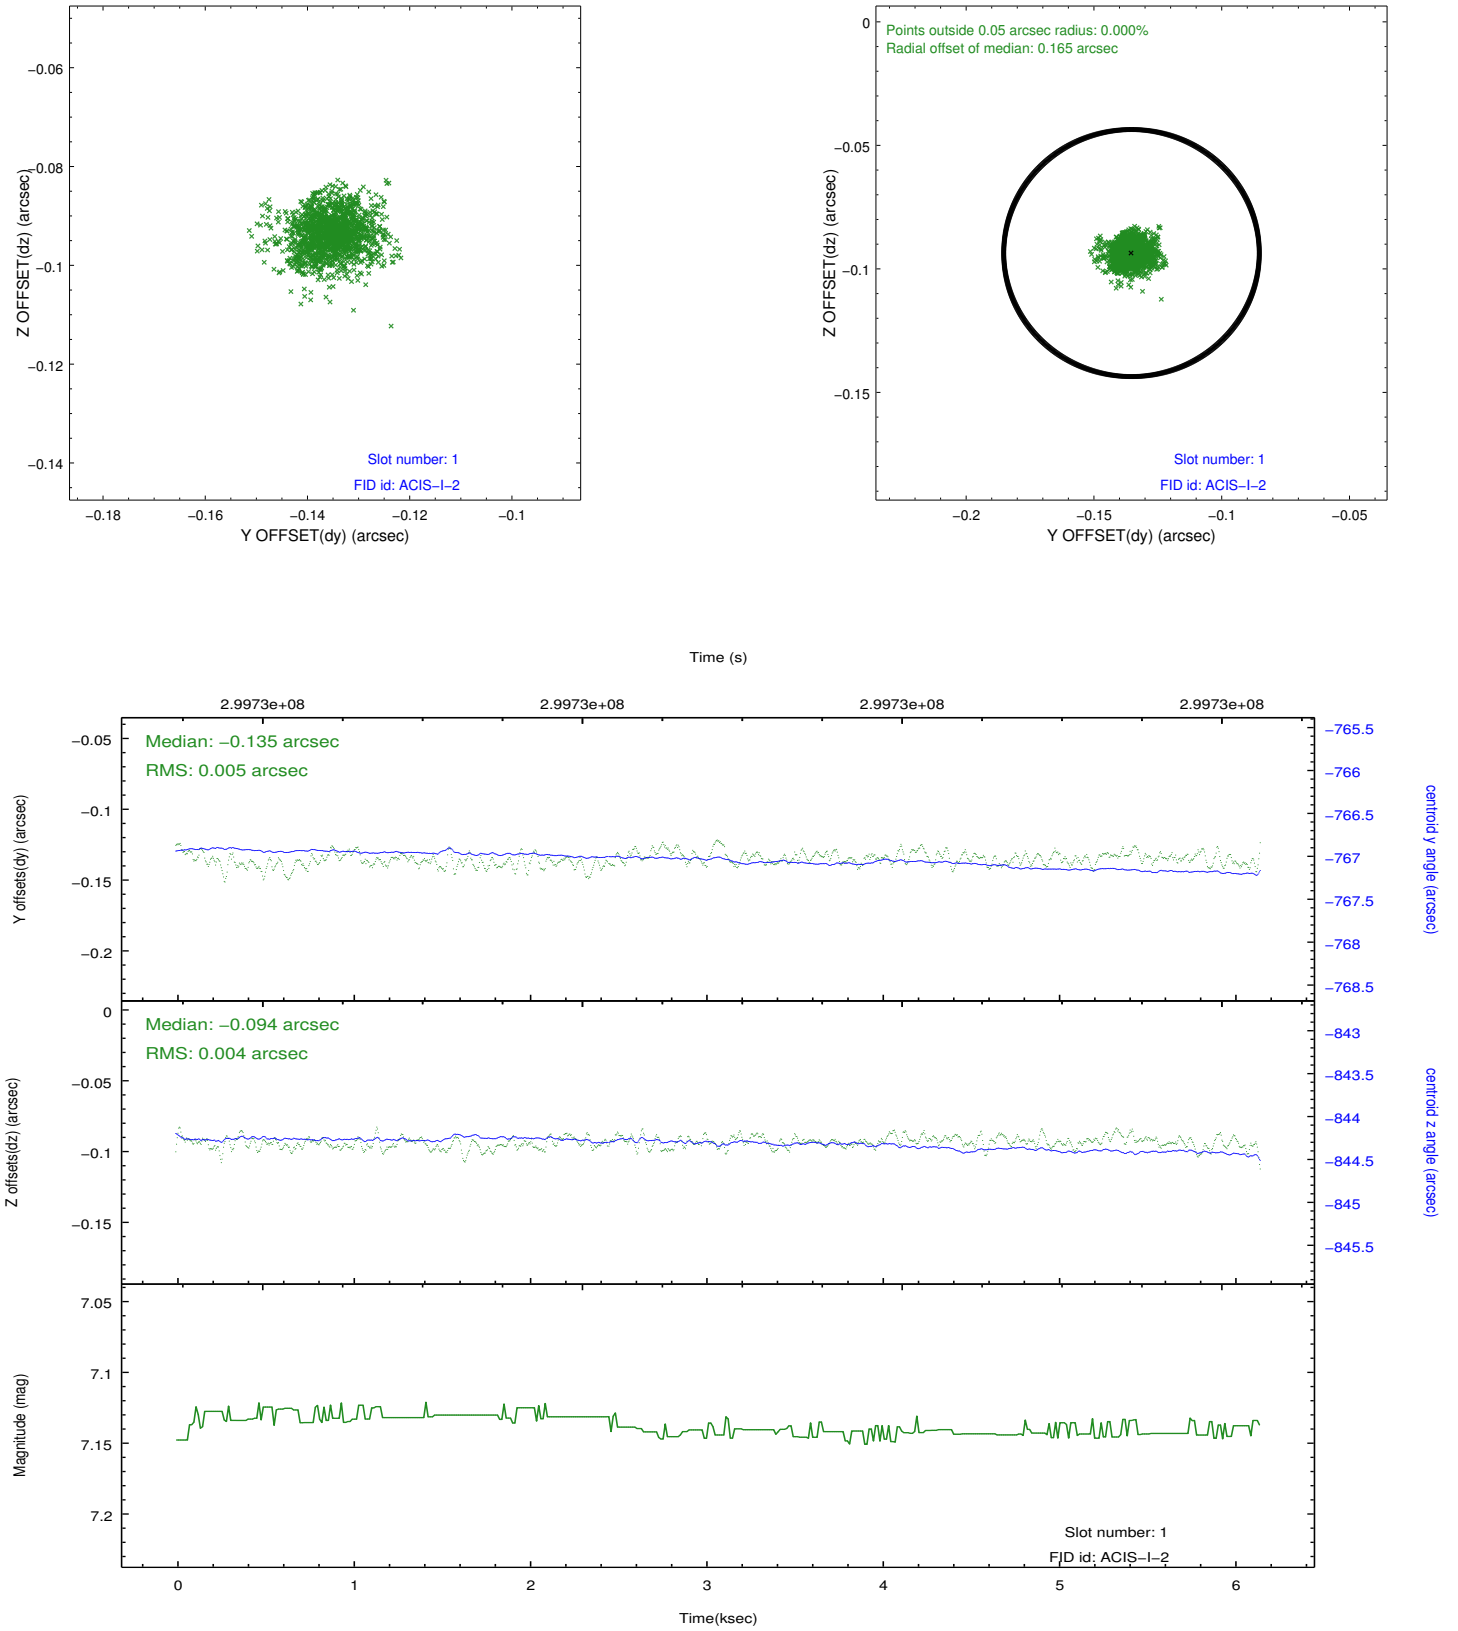 −0.06
−0.08
−0.1
−0.12
−0.14
Z OFFSET(dz) (arcsec)
−0.18
−0.16
−0.14
−0.12
−0.1
Y OFFSET(dy) (arcsec)
Slot number: 1
FID id: ACIS−I−2
Points outside 0.05 arcsec radius: 0.000%
Radial offset of median: 0.165 arcsec
0
−0.05
−0.1
−0.15
Z OFFSET(dz) (arcsec)
Slot number: 1
FID id: ACIS−I−2
−0.2
−0.15
−0.1
−0.05
Y OFFSET(dy) (arcsec)
Time (s)
2.9973e+08
2.9973e+08
2.9973e+08
2.9973e+08
Median: −0.135 arcsec
RMS: 0.005 arcsec
−0.05
−0.1
−0.15
−0.2
Y offsets(dy) (arcsec)
−765.5
−766
−766.5
−767
−767.5
−768
−768.5
centroid y angle (arcsec)
Median: −0.094 arcsec
RMS: 0.004 arcsec
0
−0.05
−0.1
−0.15
Z offsets(dz) (arcsec)
−843
−843.5
−844
−844.5
−845
−845.5
centroid z angle (arcsec)
7.05
7.1
7.15
7.2
Magnitude (mag)
Slot number: 1
FID id: ACIS−I−2
0
1
2
3
4
5
6
Time(ksec)